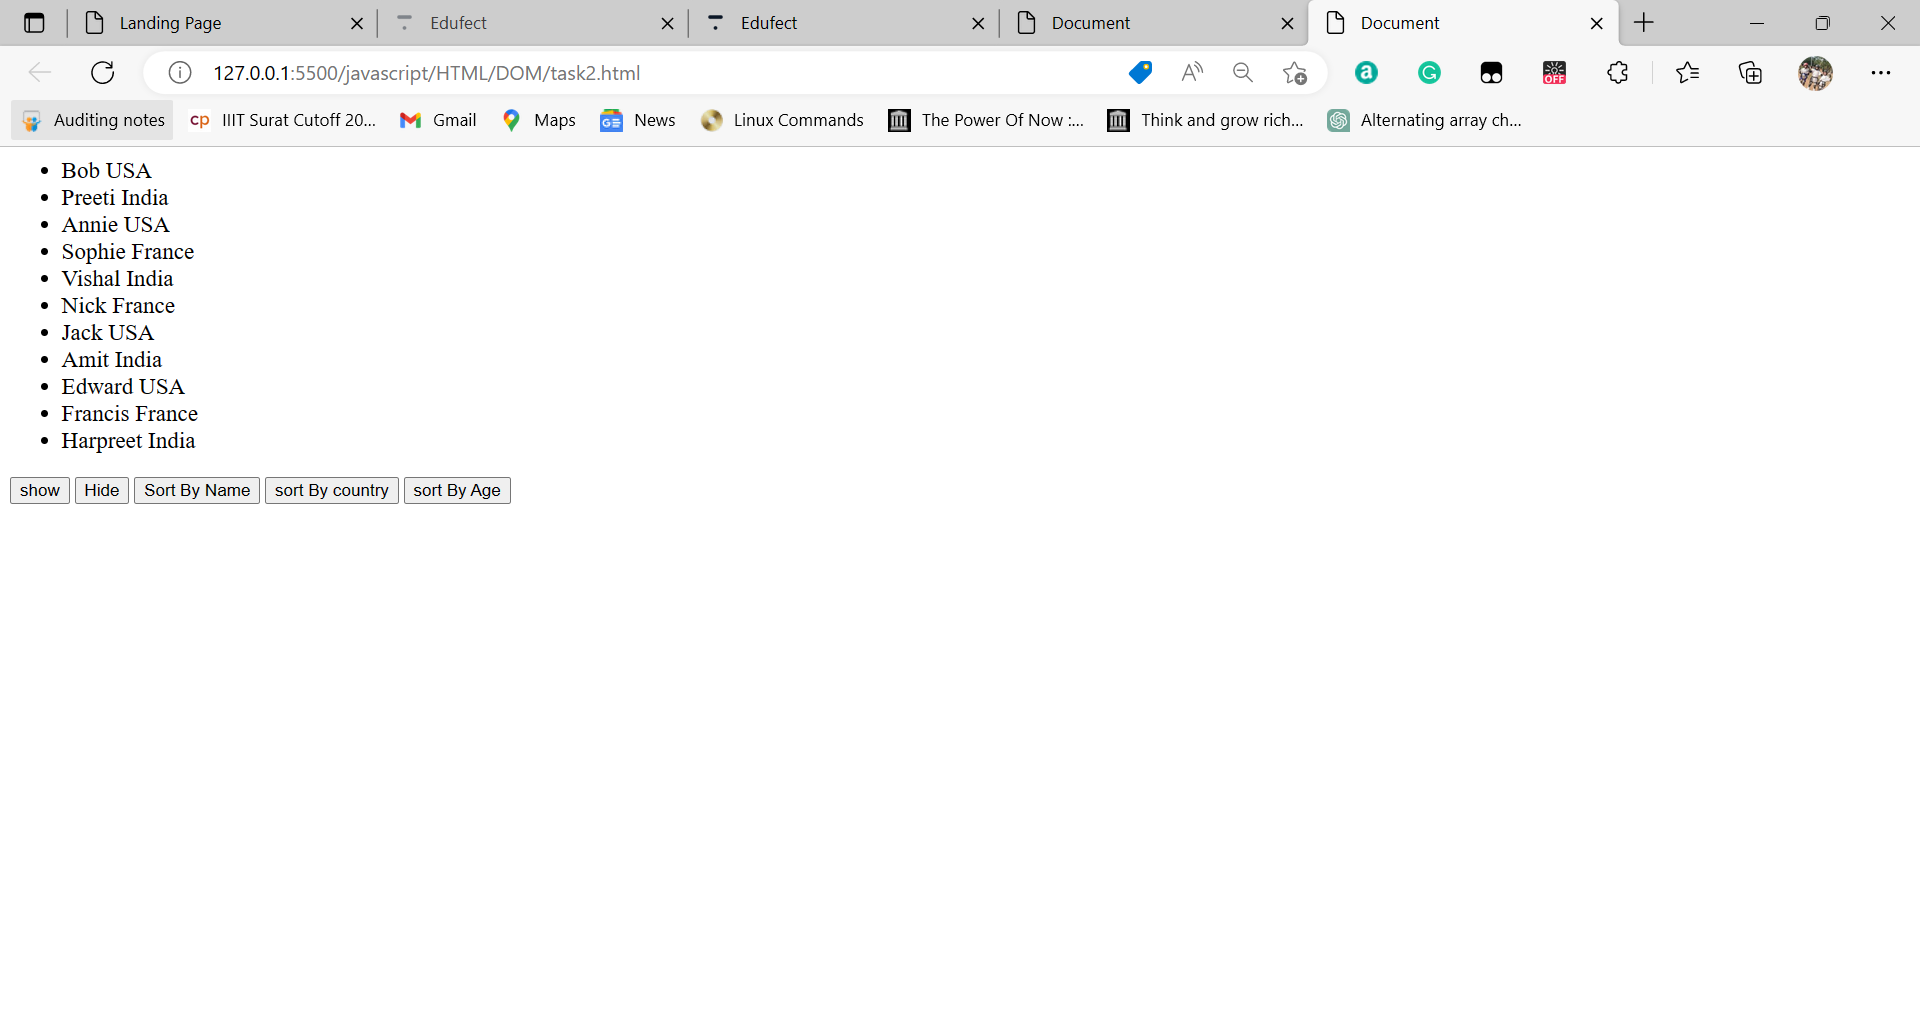 Landing Page
Edufect
Edufect
Document
Document
127.0.0.1:5500/javascript/HTML/DOM/task2.html
A
a
G
OFF
Auditing notes
cp IIIT Surat Cutoff 20...
Gmail
Maps
GE News
Linux Commands
The Power Of Now :...
Think and grow rich...
Alternating array ch...
• Bob USA
• Preeti India
• Annie USA
• Sophie France
• Vishal India
• Nick France
• Jack USA
• Amit India
• Edward USA
• Francis France
• Harpreet India
show Hide Sort By Name sort By country sort By Age